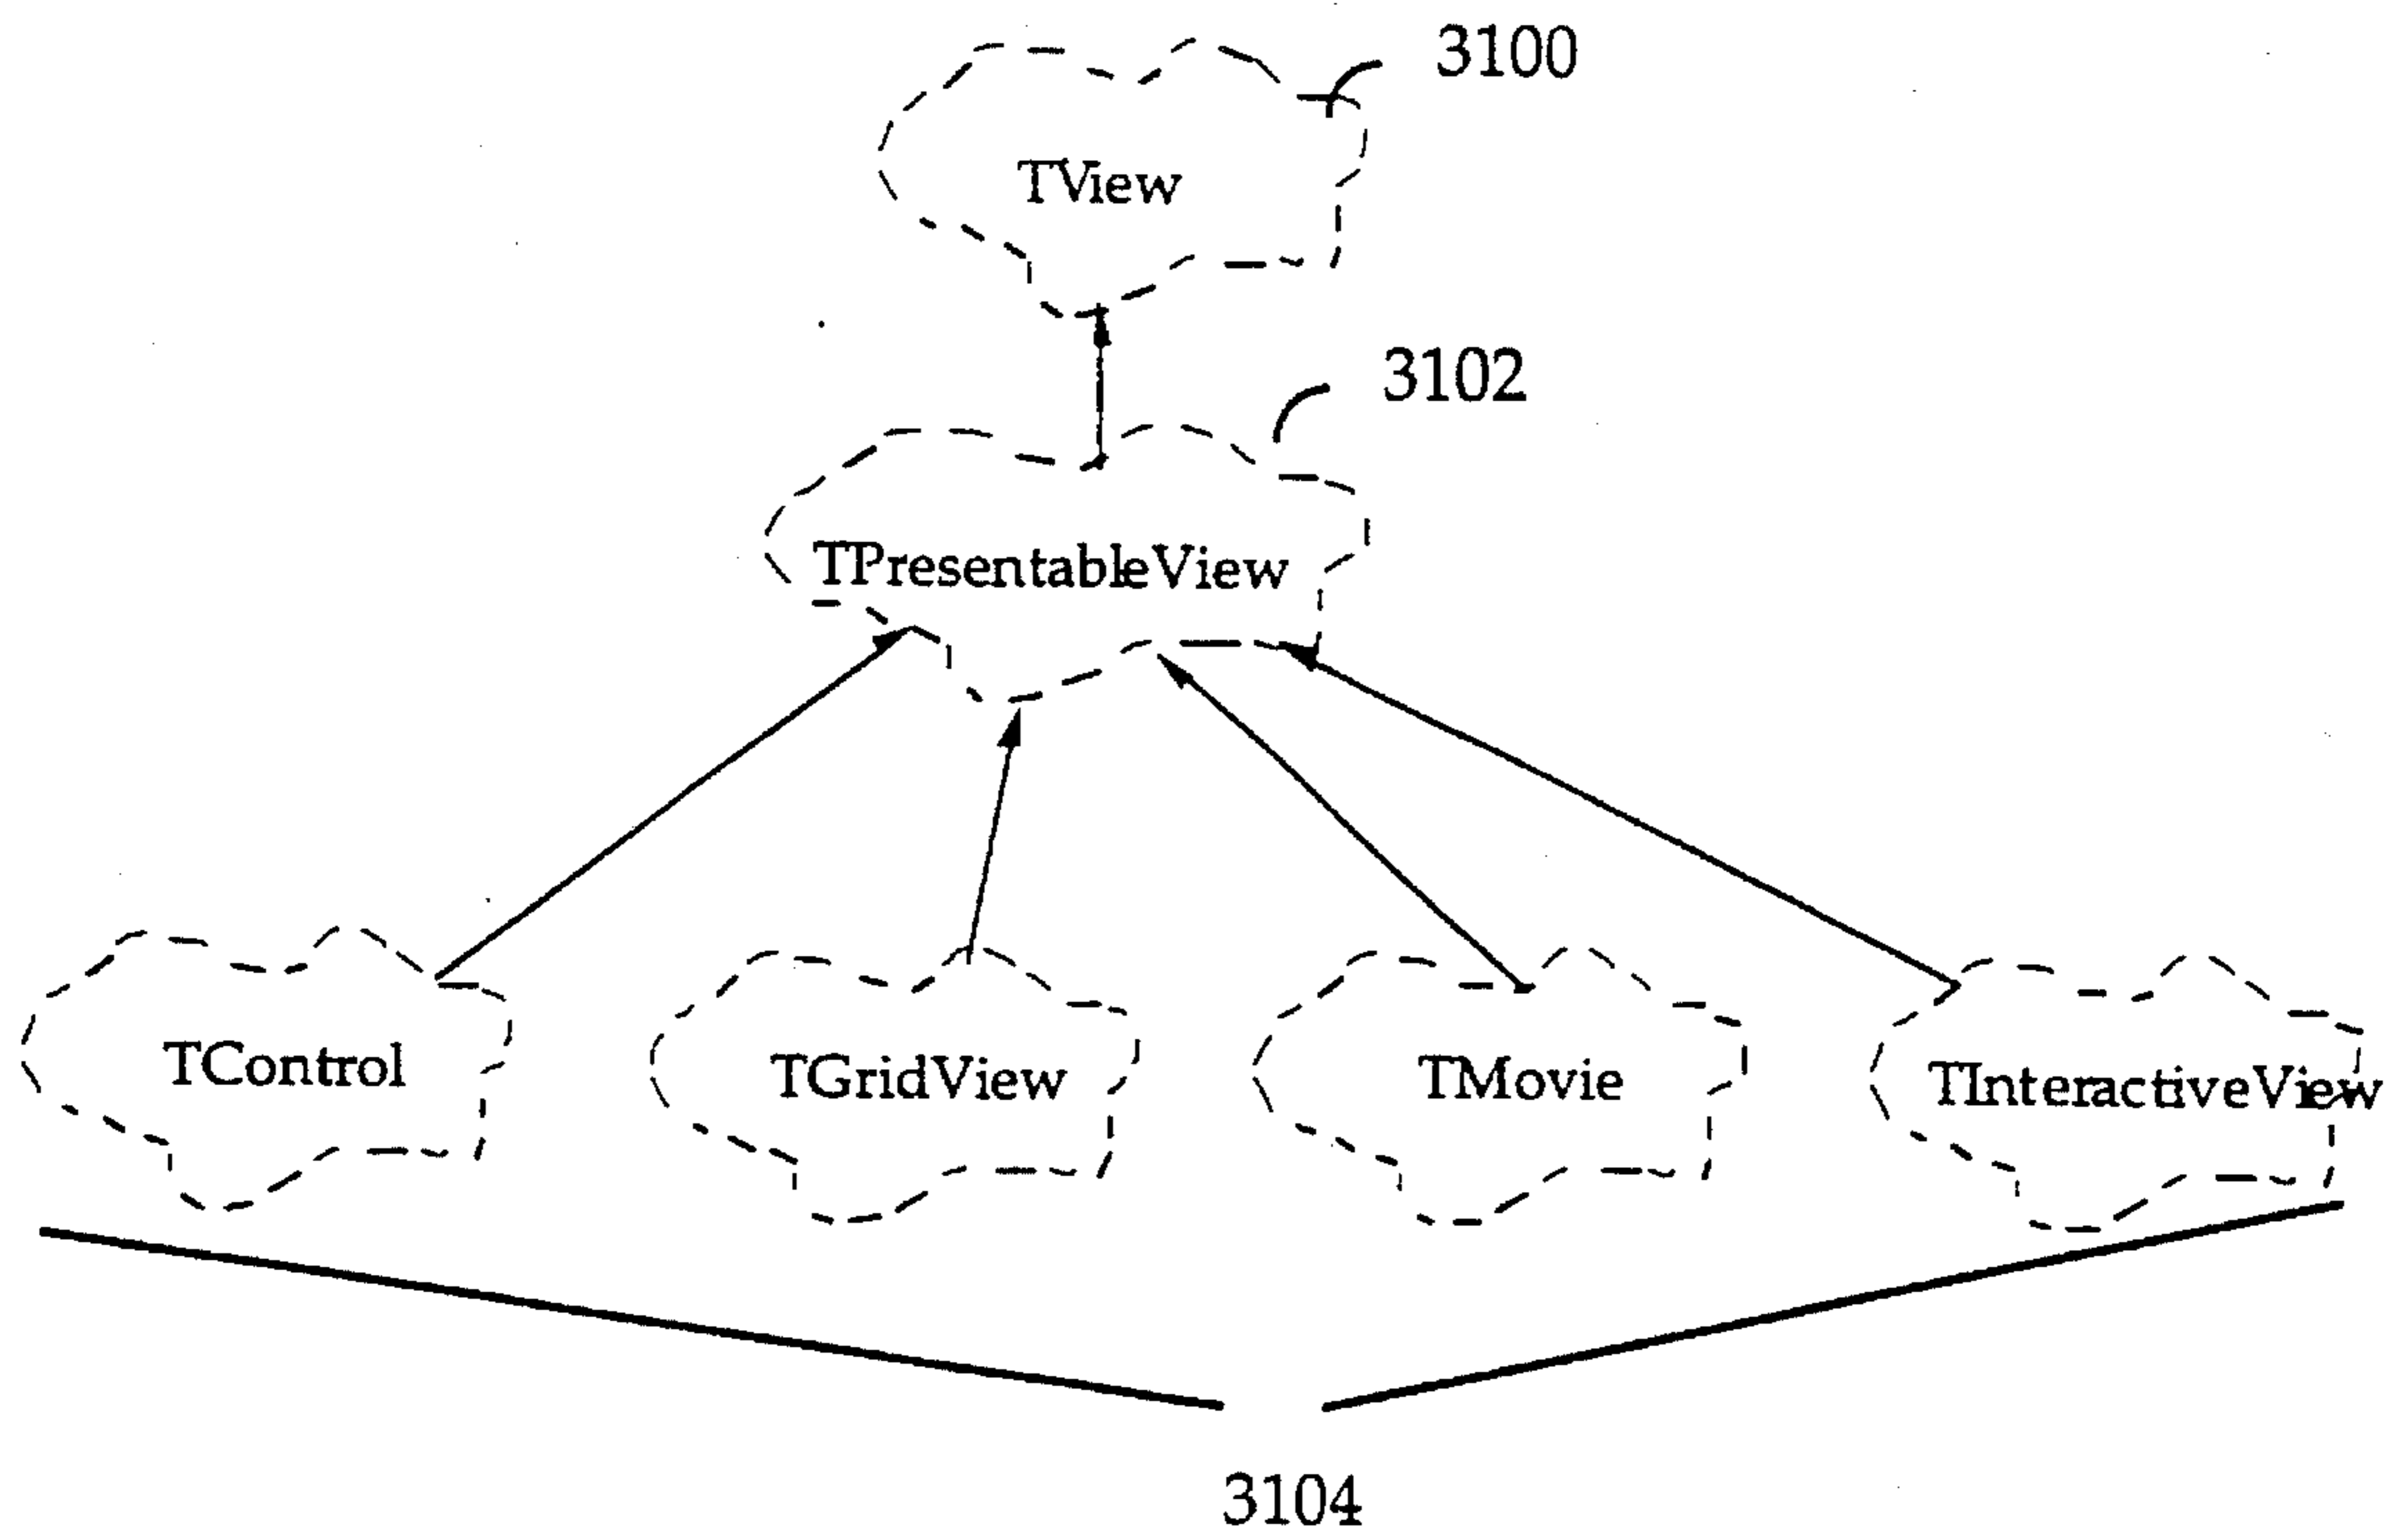 3100
TView
3102
TPresentableView
TControl
TGridView
TMovie
TInteractiveView
3104